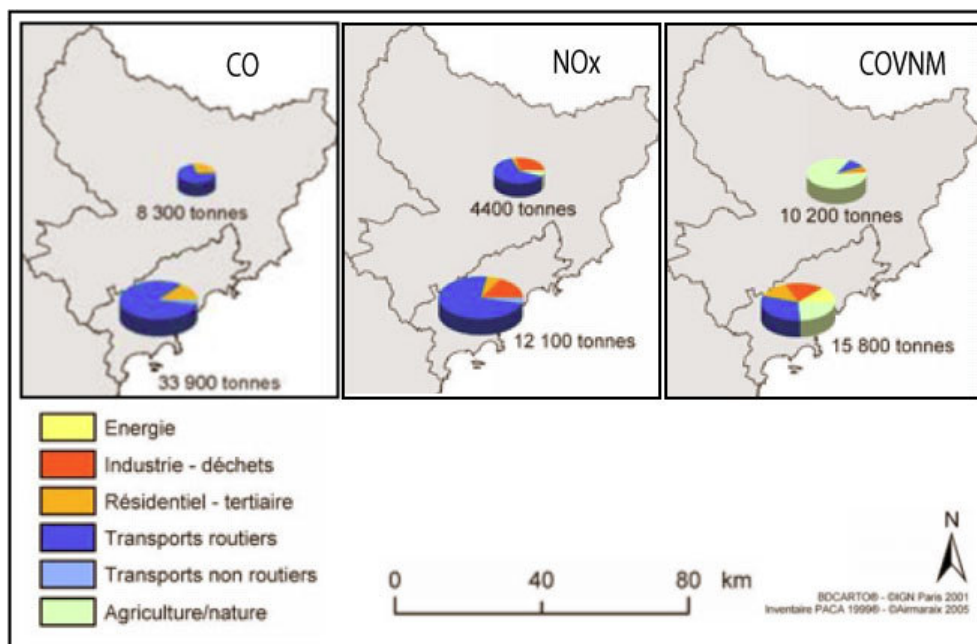 CO
8 300 tonnes
33 900 tonnes
NOx
4400 tonnes
12 100 tonnes
COVNM
10 200 tonnes
15 800 tonnes
Energie
Industrie - déchets
Résidentiel - tertiaire
Transports routiers
Transports non routiers
Agriculture/nature
0 40 80 km
N
BDCARTO® - ©IGN Paris 2001
Inventaire PACA 1999® - ©Airmaraix 2005